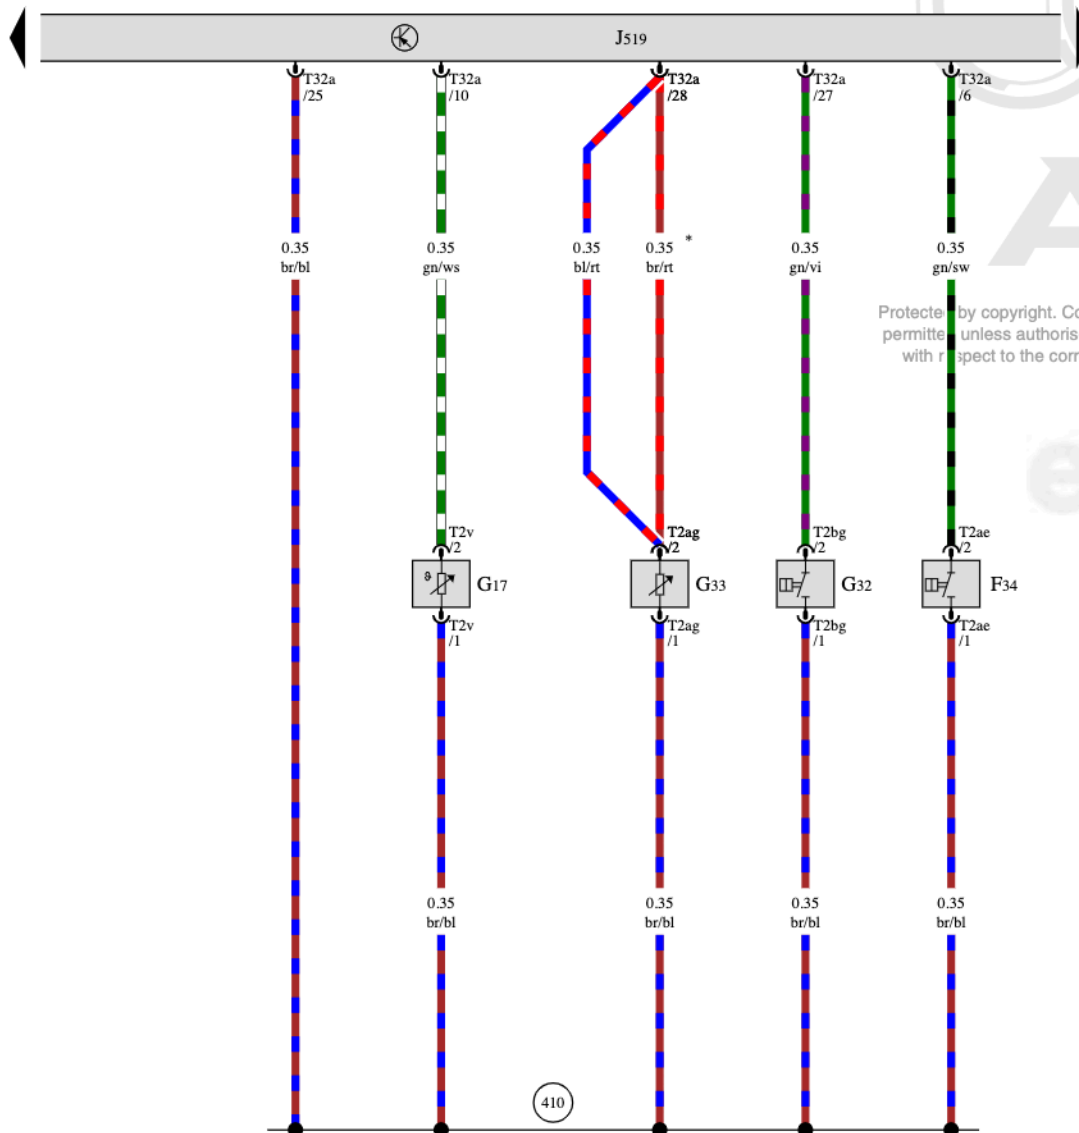 J519
T32a
/25
T32a
/10
T32a
/28
T32a
/27
T32a
/6
0.35
br/bl
0.35
gn/ws
0.35
bl/rt
0.35
br/rt
*
0.35
gn/vi
0.35
gn/sw
Protected by copyright. Co
permitte unless authoris
with r spect to the corr
T2v
/2
T2ag
/2
T2bg
/2
T2ae
/2
G17
G33
G32
F34
T2v
/1
T2ag
/1
T2bg
/1
T2ae
/1
0.35
br/bl
0.35
br/bl
0.35
br/bl
0.35
br/bl
410